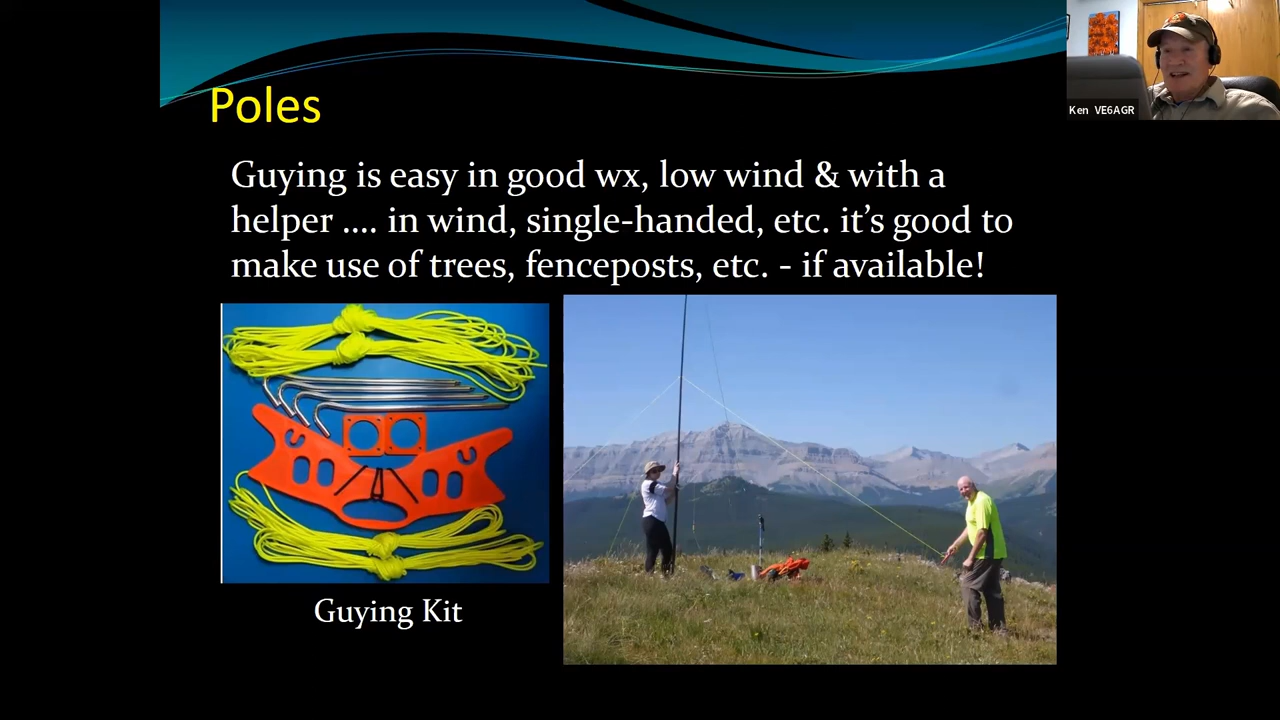 Poles
Ken VE6AGR
Guying is easy in good wx, low wind & with a
helper .... in wind, single-handed, etc. it’s good to
make use of trees, fenceposts, etc. - if available!
Guying Kit